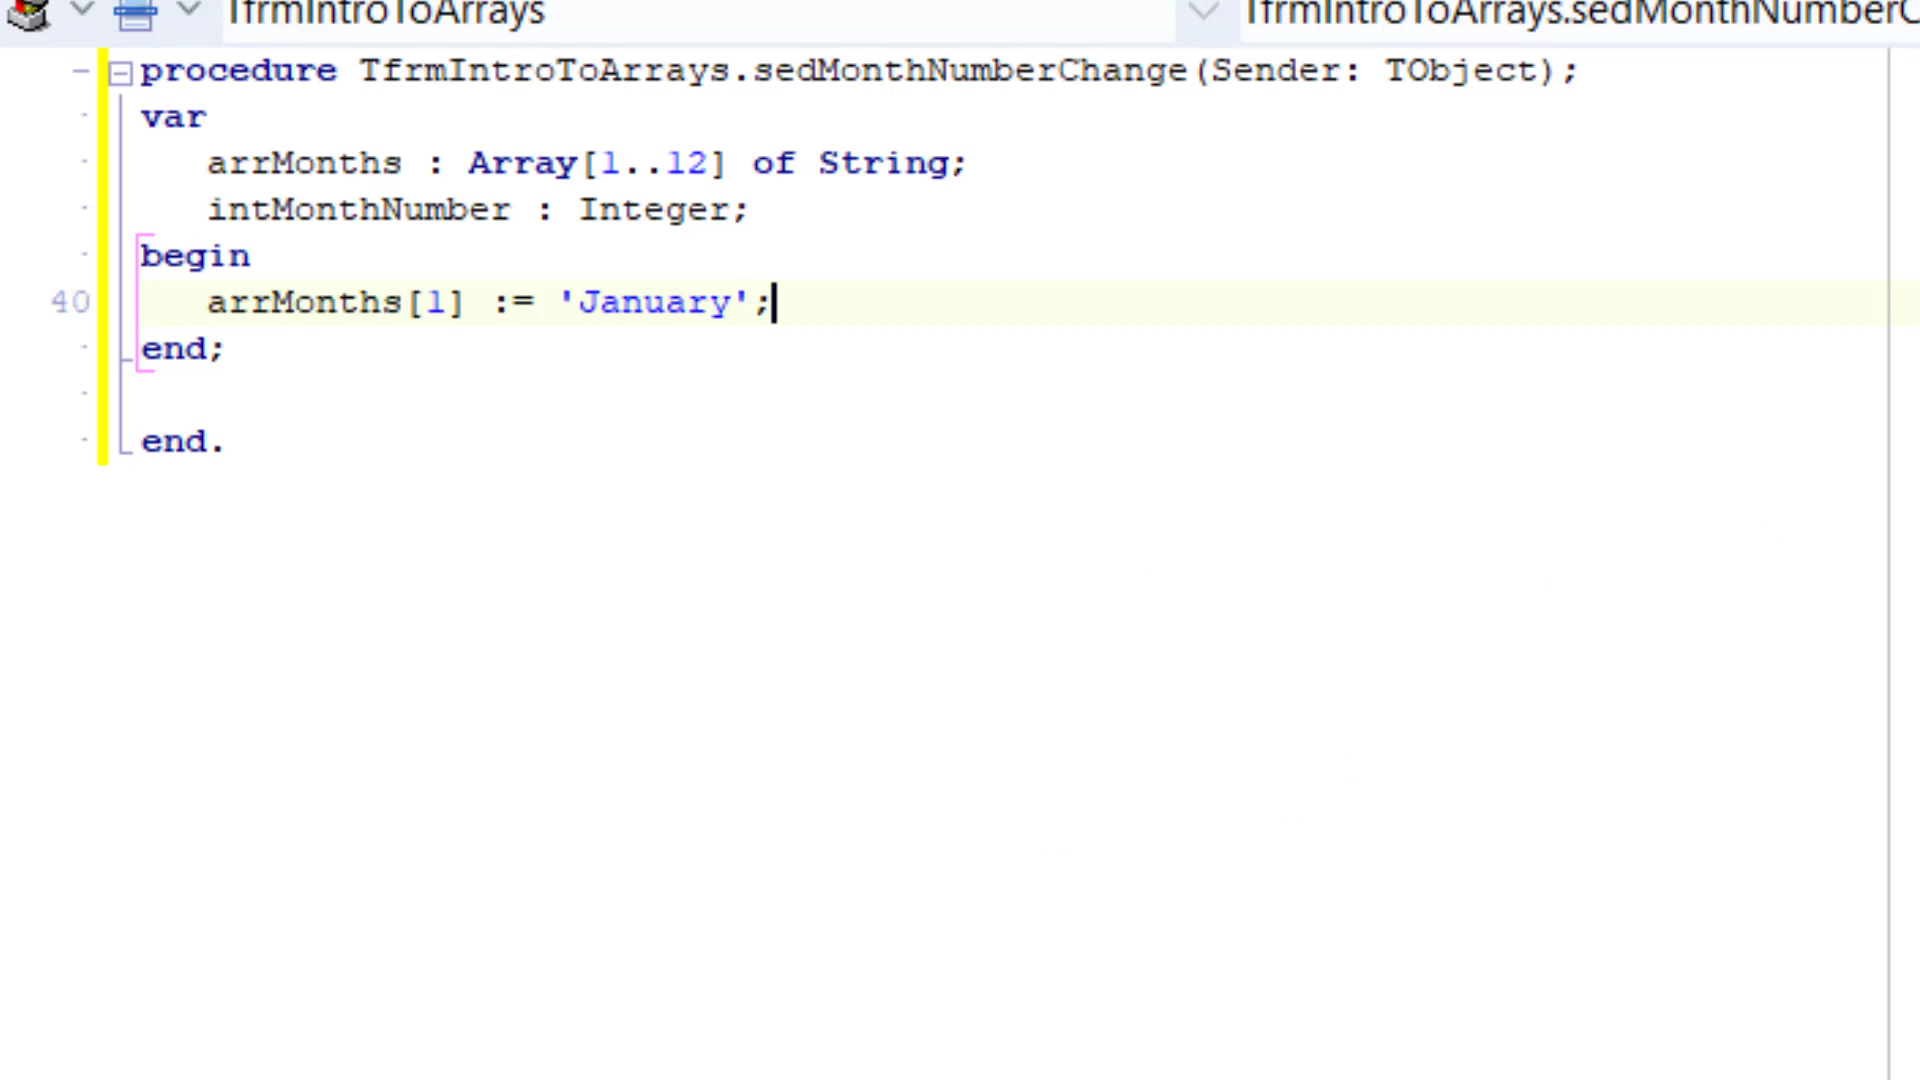 TfrmIntroToArrays
TfrmIntroToArrays.sedMonthNumberC
procedure TfrmIntroToArrays.sedMonthNumberChange(Sender: TObject);
var
arrMonths : Array[1..12] of String;
intMonthNumber : Integer;
begin
40 arrMonths[1] := 'January';
end;
end.